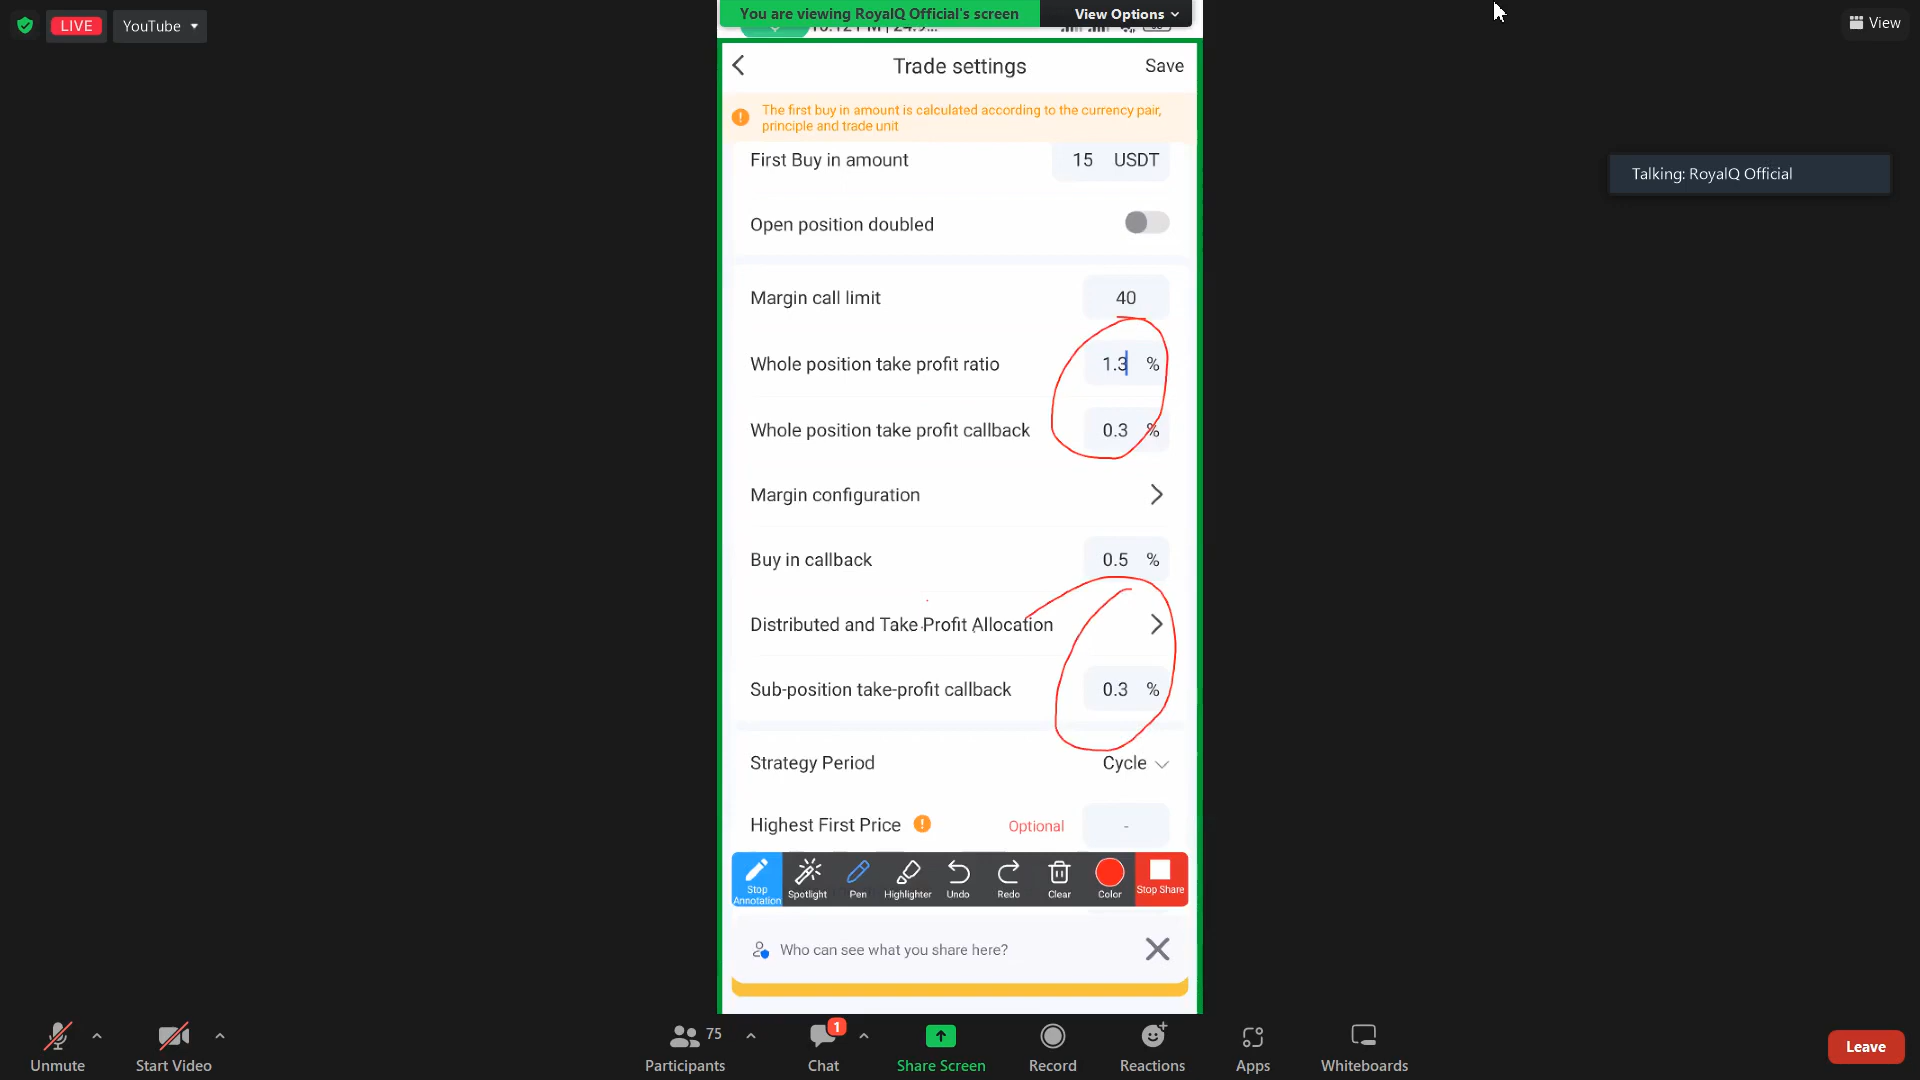 LIVE
YouTube
You are viewing RoyalQ Official's screen
View Options
View
Trade settings
Save
The first buy in amount is calculated according to the currency pair,
principle and trade unit
Talking: RoyalQ Official
First Buy in amount 15 USDT
Open position doubled
Margin call limit 40
Whole position take profit ratio 1.3 %
Whole position take profit callback 0.3 %
Margin configuration
Buy in callback 0.5 %
Distributed and Take Profit Allocation
Sub-position take-profit callback 0.3 %
Strategy Period Cycle
Highest First Price Optional -
Stop Annotation
Spotlight
Pen
Highlighter
Undo
Redo
Clear
Color
Stop Share
Who can see what you share here?
Unmute
Start Video
75
Participants
1
Chat
Share Screen
Record
Reactions
Apps
Whiteboards
Leave